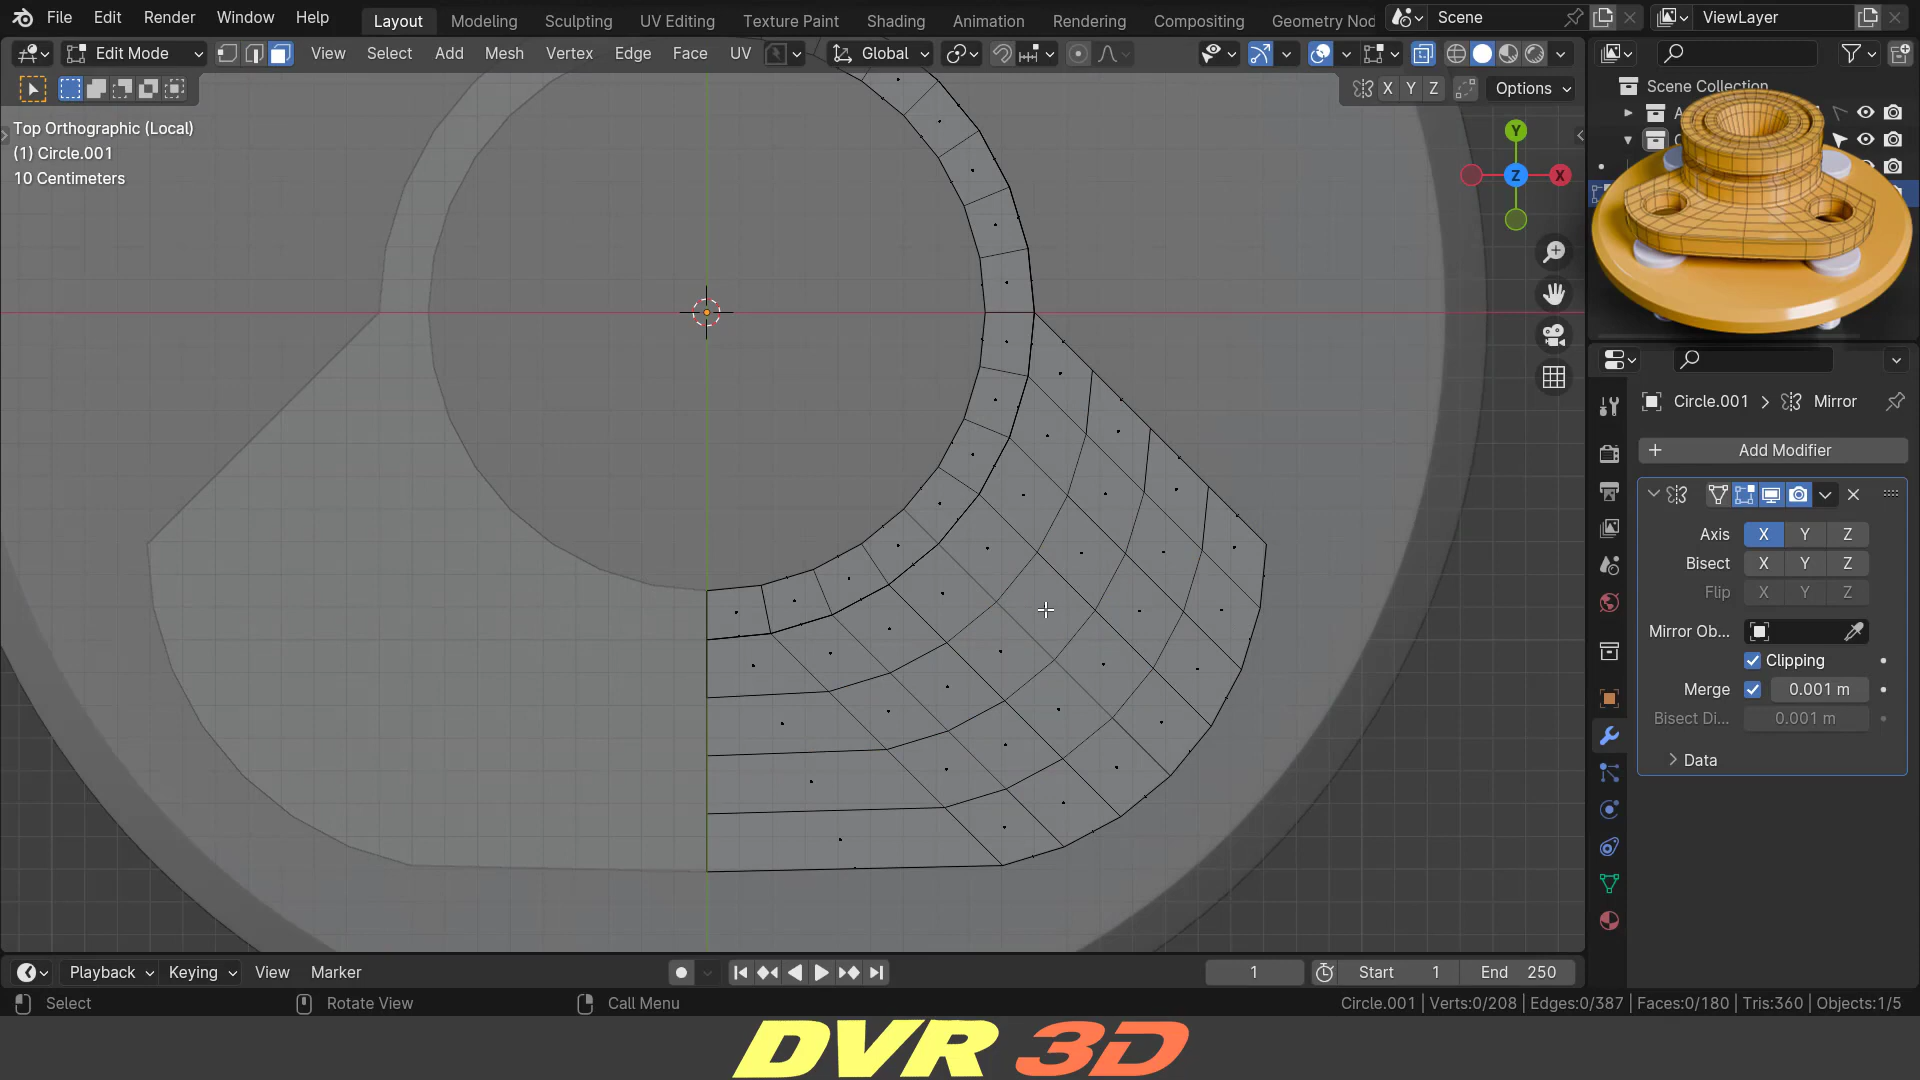 File Edit Render Window Help Layout Modeling Sculpting UV Editing Texture Paint Shading Animation Rendering Compositing Geometry Nod Scene ViewLayer
Edit Mode View Select Add Mesh Vertex Edge Face UV Global
X Y Z Options
Top Orthographic (Local)
(1) Circle.001
10 Centimeters
Y
Z X
Scene Collection
Circle.001 > Mirror
Add Modifier
Axis X Y Z
Bisect X Y Z
Flip X Y Z
Mirror Ob...
Clipping
Merge 0.001 m
Bisect Di... 0.001 m
Data
Playback Keying View Marker 1 Start 1 End 250
Select Rotate View Call Menu Circle.001 | Verts:0/208 | Edges:0/387 | Faces:0/180 | Tris:360 | Objects:1/5
DVR 3D